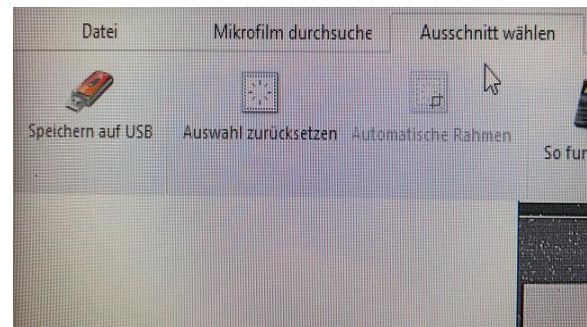 Datei
Mikrofilm durchsuche
Ausschnitt wählen
Speichern auf USB
Auswahl zurücksetzen
Automatische Rahmen
So fur